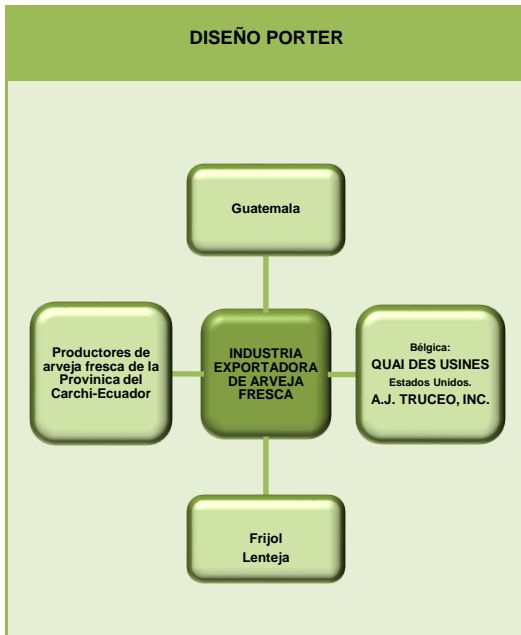 DISEÑO PORTER
Guatemala
Productores de
arveja fresca de la
Provinica del
Carchi-Ecuador
INDUSTRIA
EXPORTADORA
DE ARVEJA
FRESCA
Bélgica:
QUAI DES USINES
Estados Unidos.
A.J. TRUCEO, INC.
Frijol
Lenteja